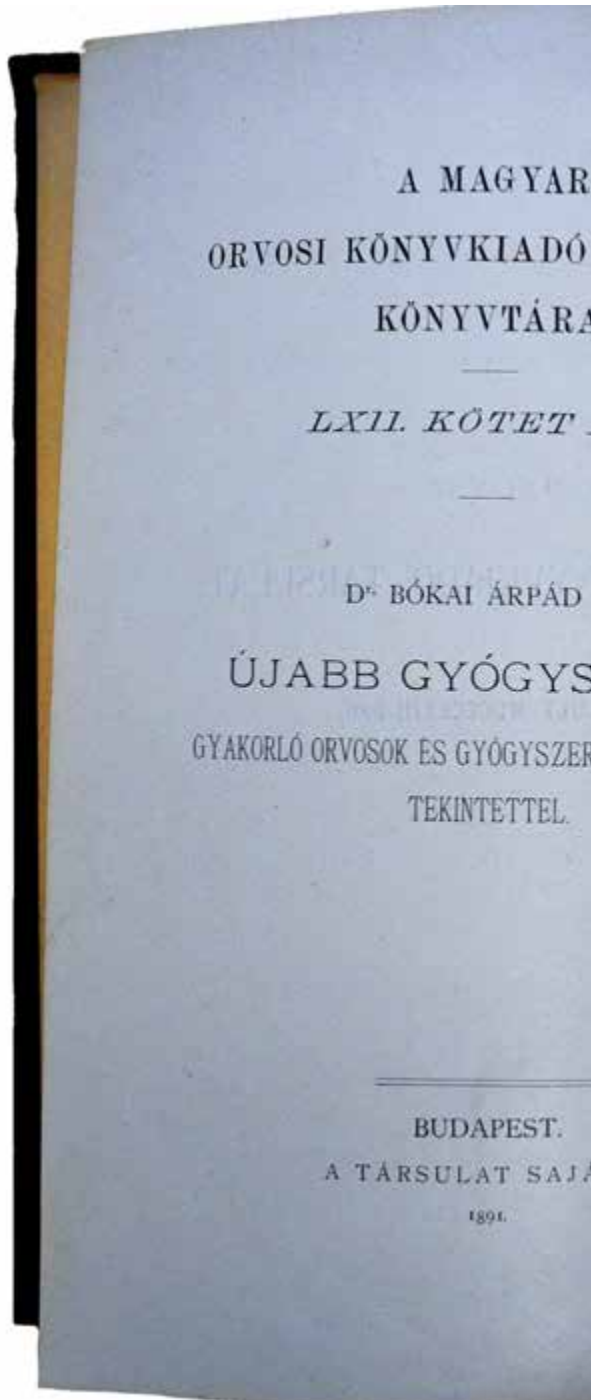 A MAGYAR
ORVOSI KÖNYVKIADÓ
KÖNYVTÁRA
LXII. KÖTET
Dr. BÓKAI ÁRPÁD
ÚJABB GYÓGYS
GYAKORLÓ ORVOSOK ÉS GYÓGYSZER
TEKINTETTEL.
BUDAPEST.
A TÁRSULAT SAJÁ
1891.